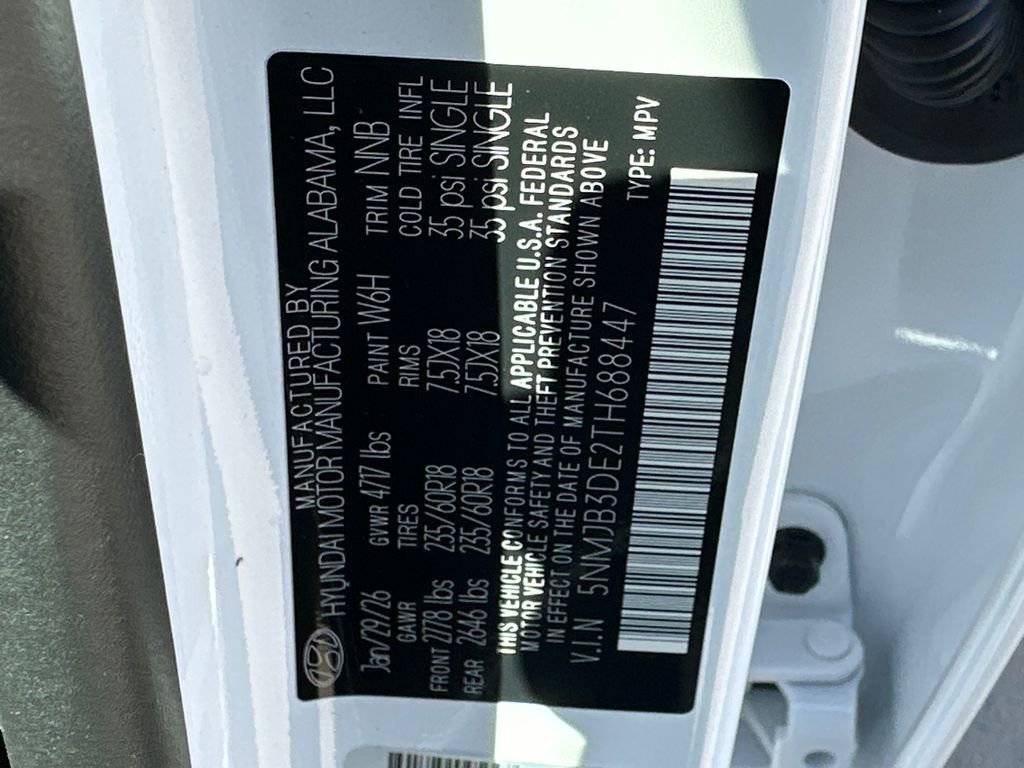 MANUFACTURED BY
HYUNDAI MOTOR MANUFACTURING ALABAMA, LLC
Jan/29/26 GVWR 4717 lbs PAINT W6H TRIM NNB
GAWR TIRES RIMS COLD TIRE INFL
FRONT 2778 lbs 235/60R18 7.5JX18 35 psi SINGLE
REAR 2646 lbs 235/60R18 7.5JX18 35 psi SINGLE
THIS VEHICLE CONFORMS TO ALL APPLICABLE U.S.A. FEDERAL
MOTOR VEHICLE SAFETY AND THEFT PREVENTION STANDARDS
IN EFFECT ON THE DATE OF MANUFACTURE SHOWN ABOVE
V.I.N 5NMJB3DE2TH688447 TYPE: MPV